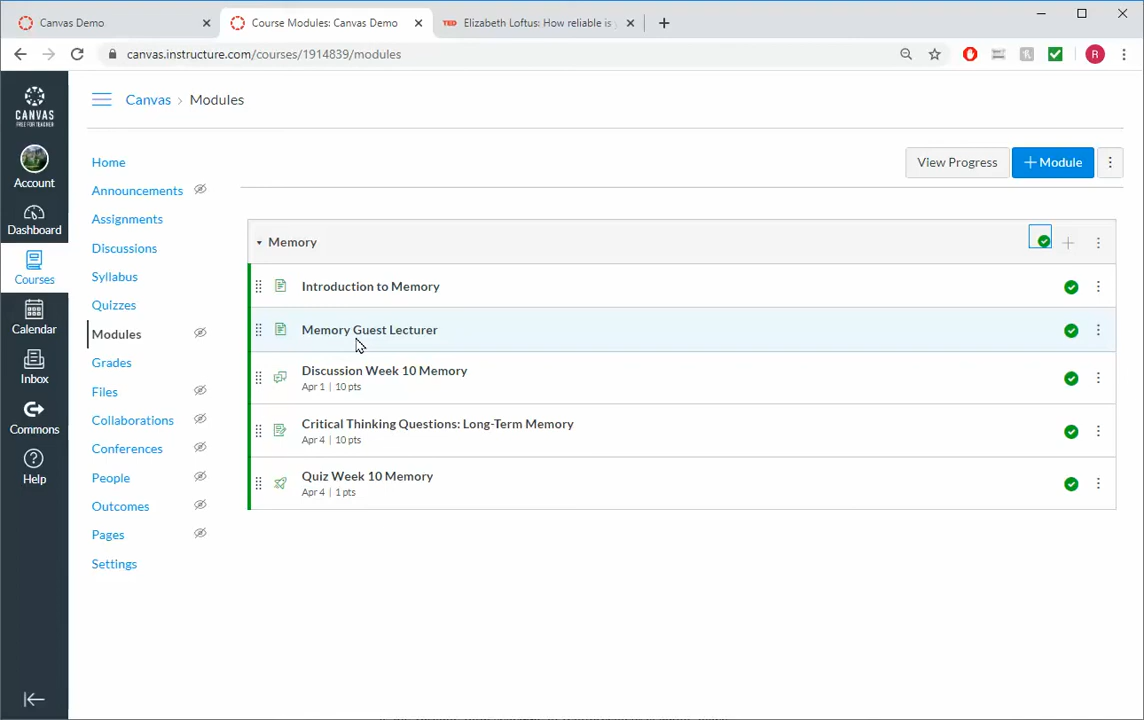 Canvas Demo
Course Modules: Canvas Demo
TED Elizabeth Loftus: How reliable is
canvas.instructure.com/courses/1914839/modules
R
CANVAS
FREE FOR TEACHER
Account
Dashboard
Courses
Calendar
Inbox
Commons
Help
Canvas › Modules
Home
Announcements
Assignments
Discussions
Syllabus
Quizzes
Modules
Grades
Files
Collaborations
Conferences
People
Outcomes
Pages
Settings
View Progress
+ Module
Memory
Introduction to Memory
Memory Guest Lecturer
Discussion Week 10 Memory
Apr 1 | 10 pts
Critical Thinking Questions: Long-Term Memory
Apr 4 | 10 pts
Quiz Week 10 Memory
Apr 4 | 1 pts